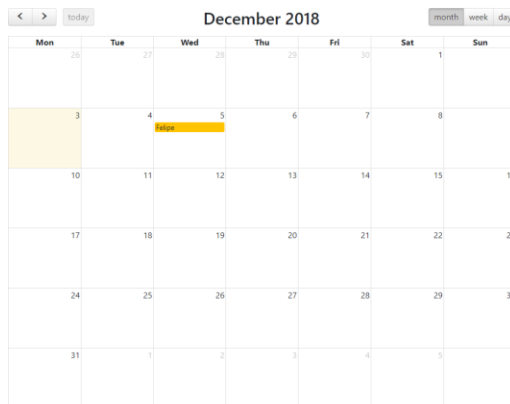 < > today December 2018 month week day
Mon Tue Wed Thu Fri Sat Sun
26 27 28 29 30 1
3 4 5 6 7 8
Felipe
10 11 12 13 14 15
17 18 19 20 21 22
24 25 26 27 28 29
31 1 2 3 4 5